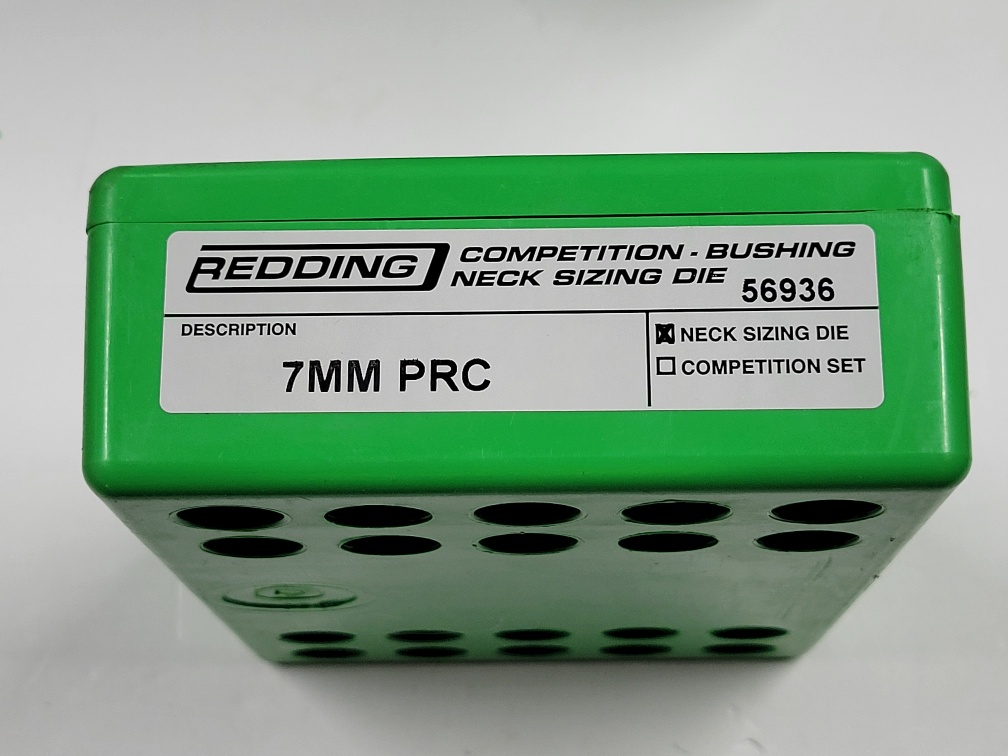 REDDING
COMPETITION - BUSHING
NECK SIZING DIE 56936
DESCRIPTION
7MM PRC
NECK SIZING DIE
COMPETITION SET